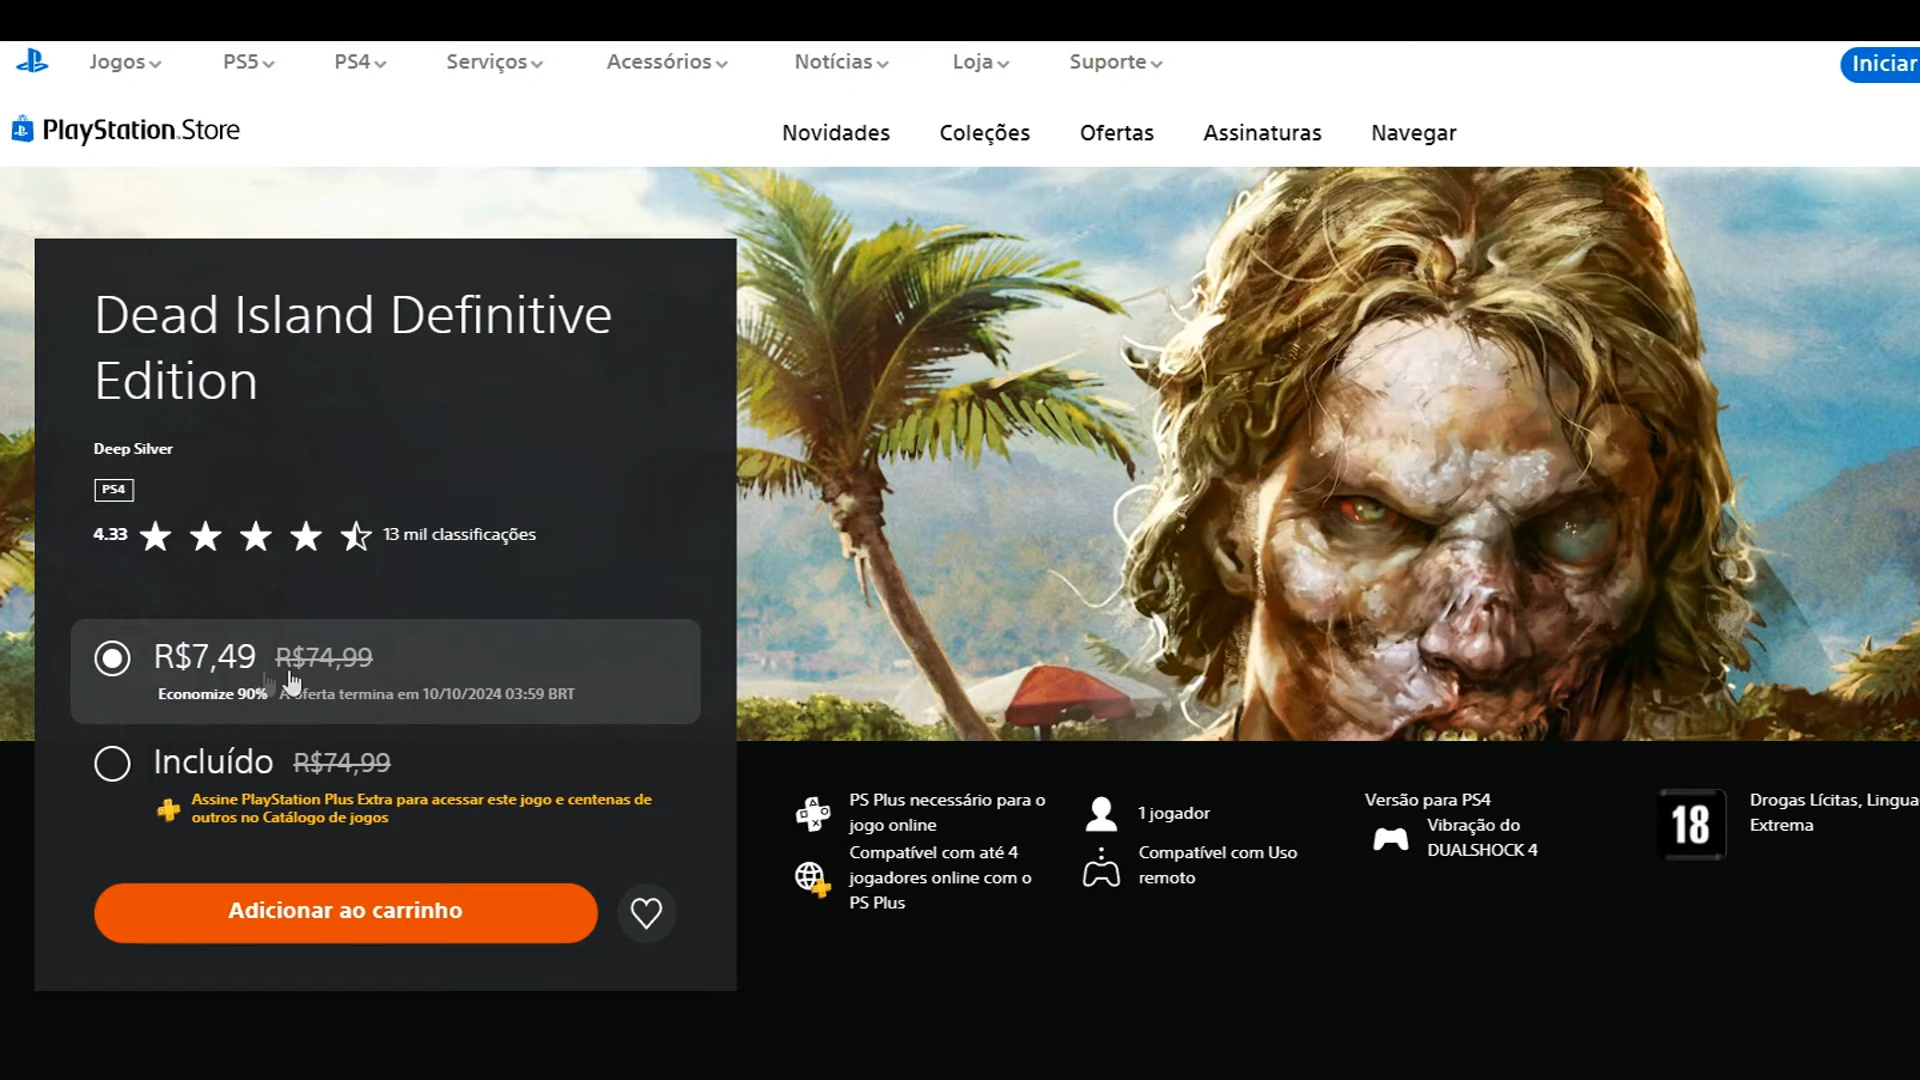 Jogos PS5 PS4 Serviços Acessórios Notícias Loja Suporte Iniciar
PlayStation Store Novidades Coleções Ofertas Assinaturas Navegar
Dead Island Definitive
Edition
Deep Silver
PS4
4.33 13 mil classificações
R$7,49 R$74,99
Economize 90% A oferta termina em 10/10/2024 03:59 BRT
Incluído R$74,99
Assine PlayStation Plus Extra para acessar este jogo e centenas de
outros no Catálogo de jogos
Adicionar ao carrinho
PS Plus necessário para o
jogo online
Compatível com até 4
jogadores online com o
PS Plus
1 jogador
Compatível com Uso
remoto
Versão para PS4
Vibração do
DUALSHOCK 4
18
Drogas Lícitas, Lingua
Extrema